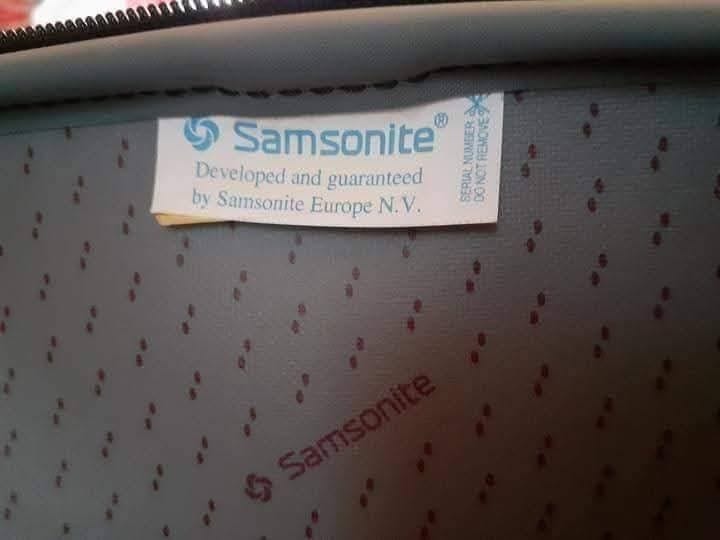 Samsonite®
Developed and guaranteed
by Samsonite Europe N.V.
SERIAL NUMBER
DO NOT REMOVE
Samsonite